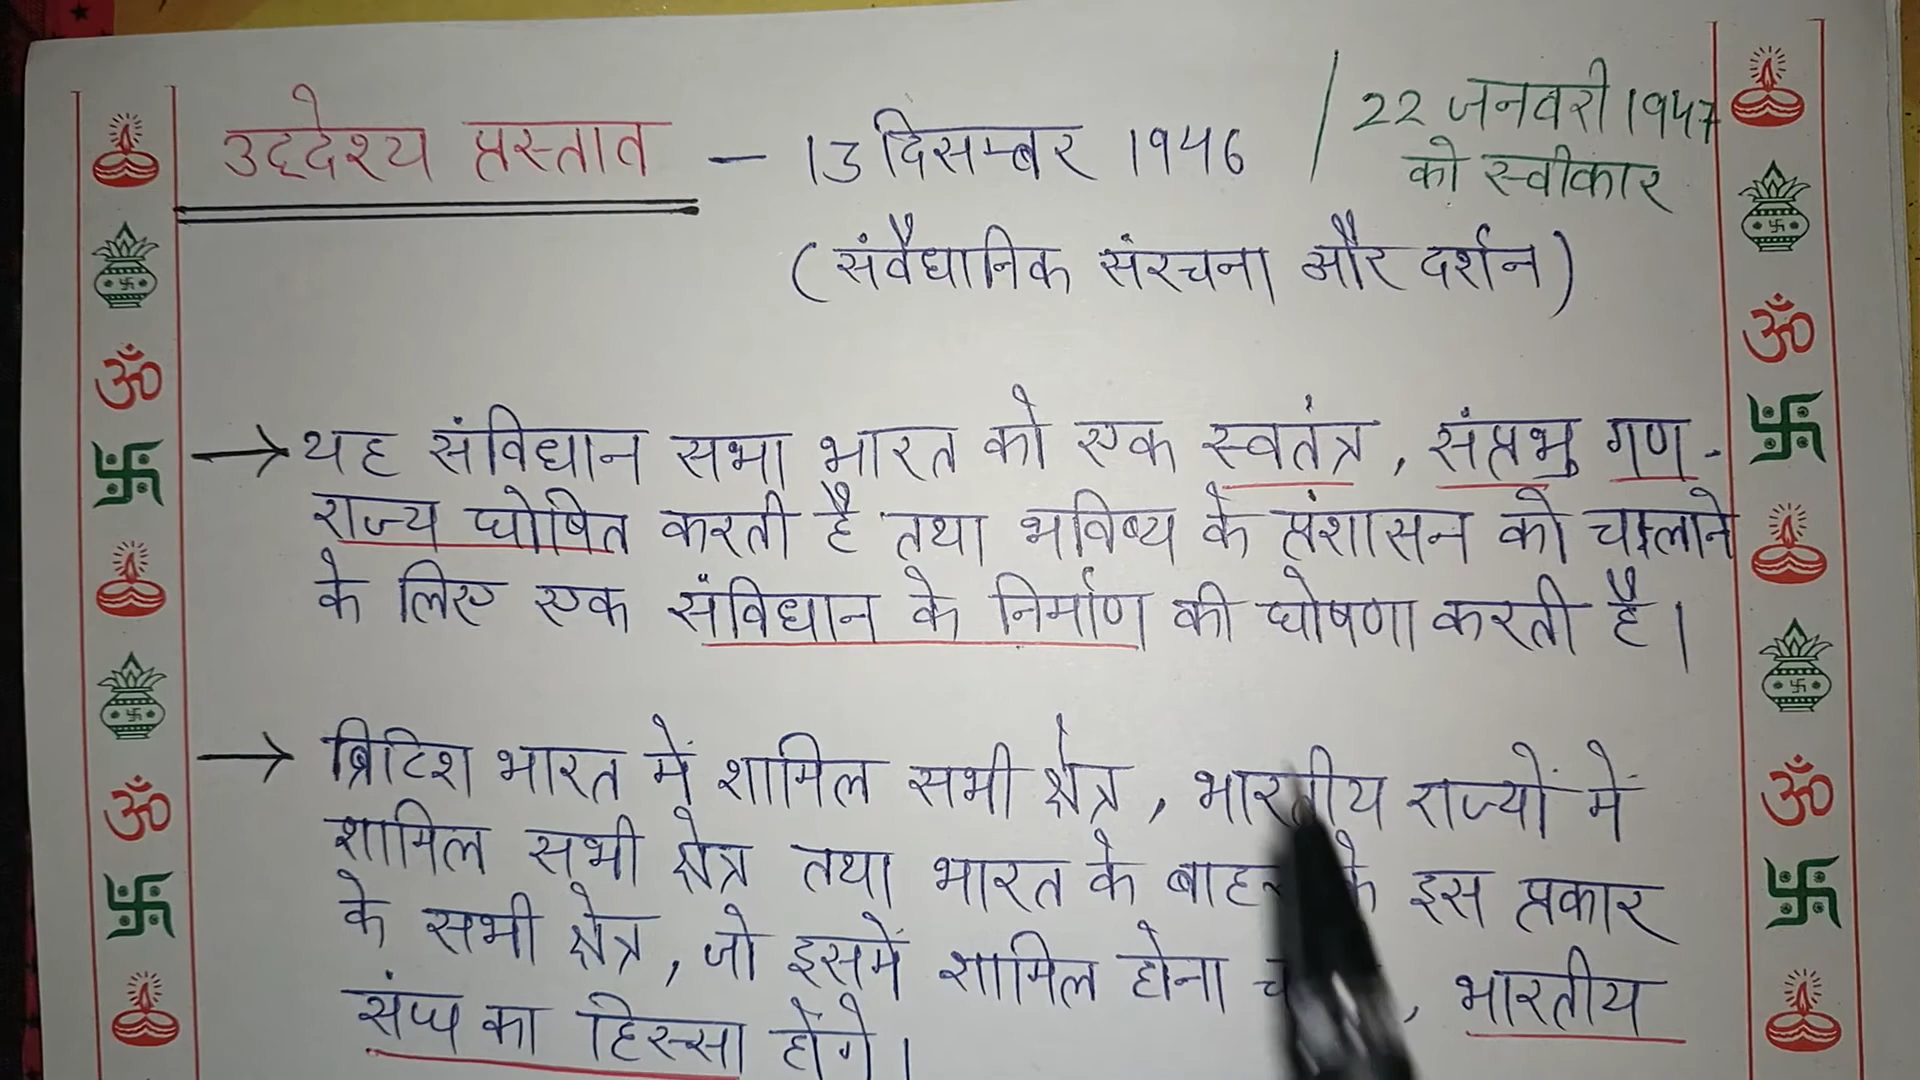 उद्देश्य प्रस्ताव — 13 दिसम्बर 1946 / 22 जनवरी 1947
को स्वीकार
(संवैधानिक संरचना और दर्शन)
→ यह संविधान सभा भारत को एक स्वतंत्र, संप्रभु गण-
राज्य घोषित करती है तथा भविष्य के प्रंशासन को चलाने
के लिए एक संविधान के निर्माण की घोषणा करती है।
→ ब्रिटिश भारत में शामिल सभी क्षेत्र, भारतीय राज्यों में
शामिल सभी क्षेत्र तथा भारत के बाहर के इस प्रकार
के सभी क्षेत्र, जो इसमें शामिल होना , भारतीय
संघ का हिस्सा होंगे।